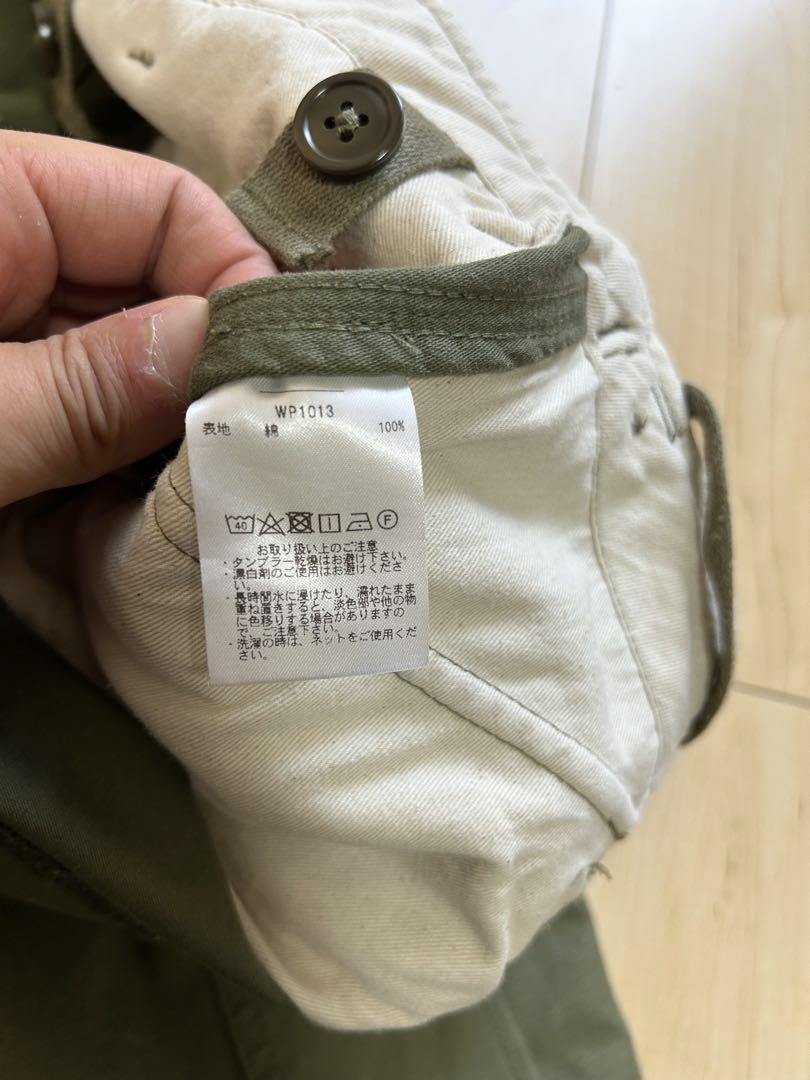 WP1013
表地 綿 100%
40 F
お取り扱い上のご注意
・タンブラー乾燥はお避け下さい。
・漂白剤のご使用はお避けくださ
い。
・長時間水に浸けたり、濡れたまま
重ね置きすると、淡色部や他の物
に色移りする場合がありますの
で、ご注意下さい。
・洗濯の時は、ネットをご使用くだ
さい。